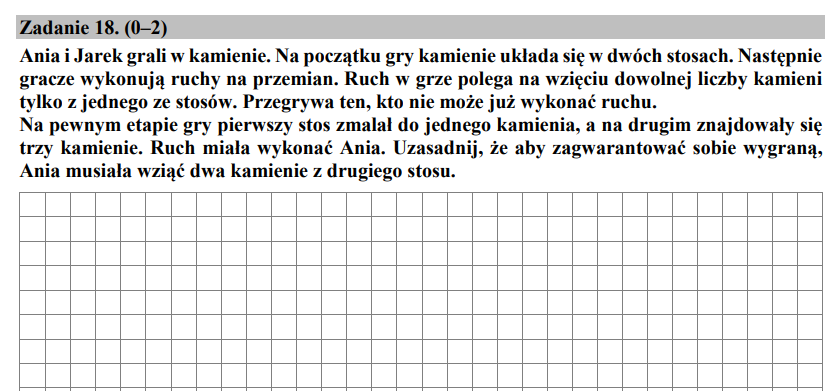 Zadanie 18. (0–2)
Ania i Jarek grali w kamienie. Na początku gry kamienie układa się w dwóch stosach. Następnie
gracze wykonują ruchy na przemian. Ruch w grze polega na wzięciu dowolnej liczby kamieni
tylko z jednego ze stosów. Przegrywa ten, kto nie może już wykonać ruchu.
Na pewnym etapie gry pierwszy stos zmalał do jednego kamienia, a na drugim znajdowały się
trzy kamienie. Ruch miała wykonać Ania. Uzasadnij, że aby zagwarantować sobie wygraną,
Ania musiała wziąć dwa kamienie z drugiego stosu.